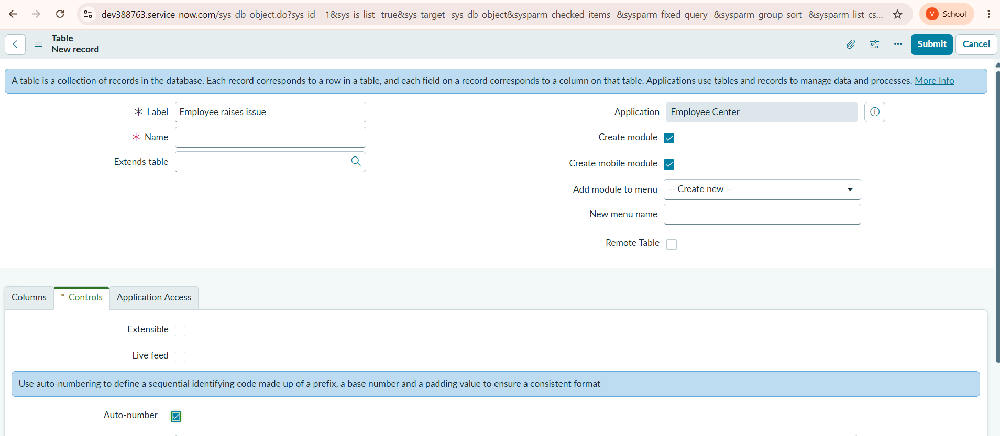 dev388763.service-now.com/sys_db_object.do?sys_id=-1&sys_is_list=true&sys_target=sys_db_object&sysparm_checked_items=&sysparm_fixed_query=&sysparm_group_sort=&sysparm_list_cs...
V School
Table
New record
Submit
Cancel
A table is a collection of records in the database. Each record corresponds to a row in a table, and each field on a record corresponds to a column on that table. Applications use tables and records to manage data and processes. More Info
* Label Employee raises issue
* Name
Extends table
Application Employee Center
Create module
Create mobile module
Add module to menu -- Create new --
New menu name
Remote Table
Columns
* Controls
Application Access
Extensible
Live feed
Use auto-numbering to define a sequential identifying code made up of a prefix, a base number and a padding value to ensure a consistent format
Auto-number